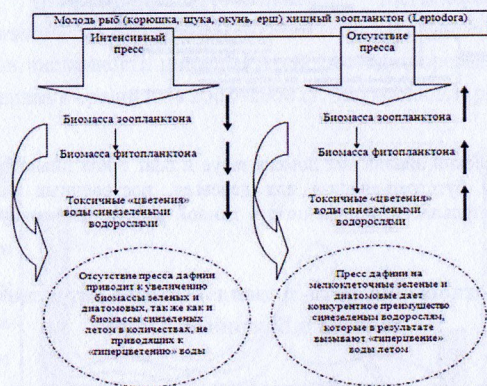 Молодь рыб (корюшка, щука, окунь, ерш) хищный зоопланктон (Leptodora)
Интенсивный
пресс
Отсутствие
пресса
Биомасса зоопланктона
Биомасса фитопланктона
Токсичные «цветения»
воды синезелеными
водорослями
Биомасса зоопланктона
Биомасса фитопланктона
Токсичные «цветения»
воды синезелеными
водорослями
Отсутствие пресса дафнии
приводит к увеличению
биомассы зеленых и
диатомовых, так же как и
биомассы синезеленых
летом в количествах, не
приводящих к
«гиперцветению» воды
Пресс дафнии на
мелкоклеточные зеленые и
диатомовые дает
конкурентное преимущество
синезеленым водорослям,
которые в результате
вызывают «гиперцвение»
воды летом